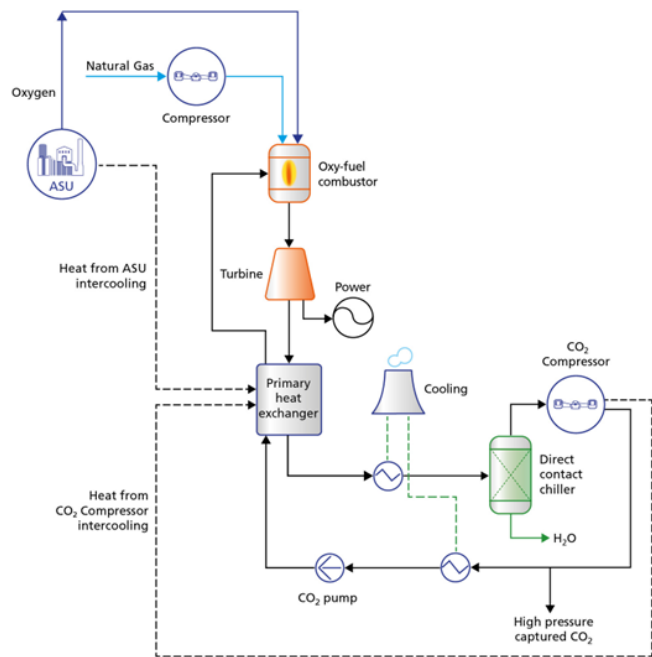 Natural Gas
Oxygen
Compressor
ASU
Oxy-fuel
combustor
Heat from ASU
intercooling
Turbine
Power
CO₂
Compressor
Primary
heat
exchanger
Cooling
Direct
contact
chiller
Heat from
CO₂ Compressor
intercooling
H₂O
CO₂ pump
High pressure
captured CO₂